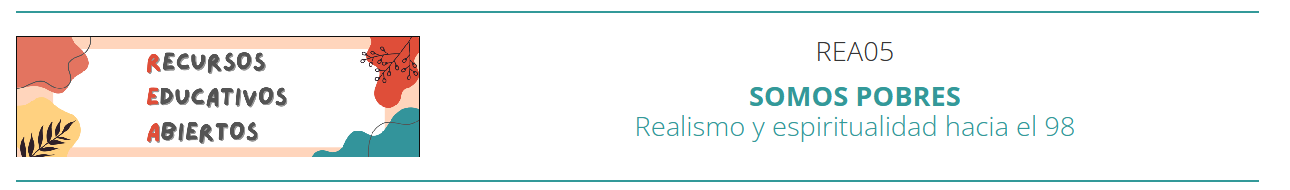 RECURSOS
EDUCATIVOS
ABIERTOS
REA05
SOMOS POBRES
Realismo y espiritualidad hacia el 98